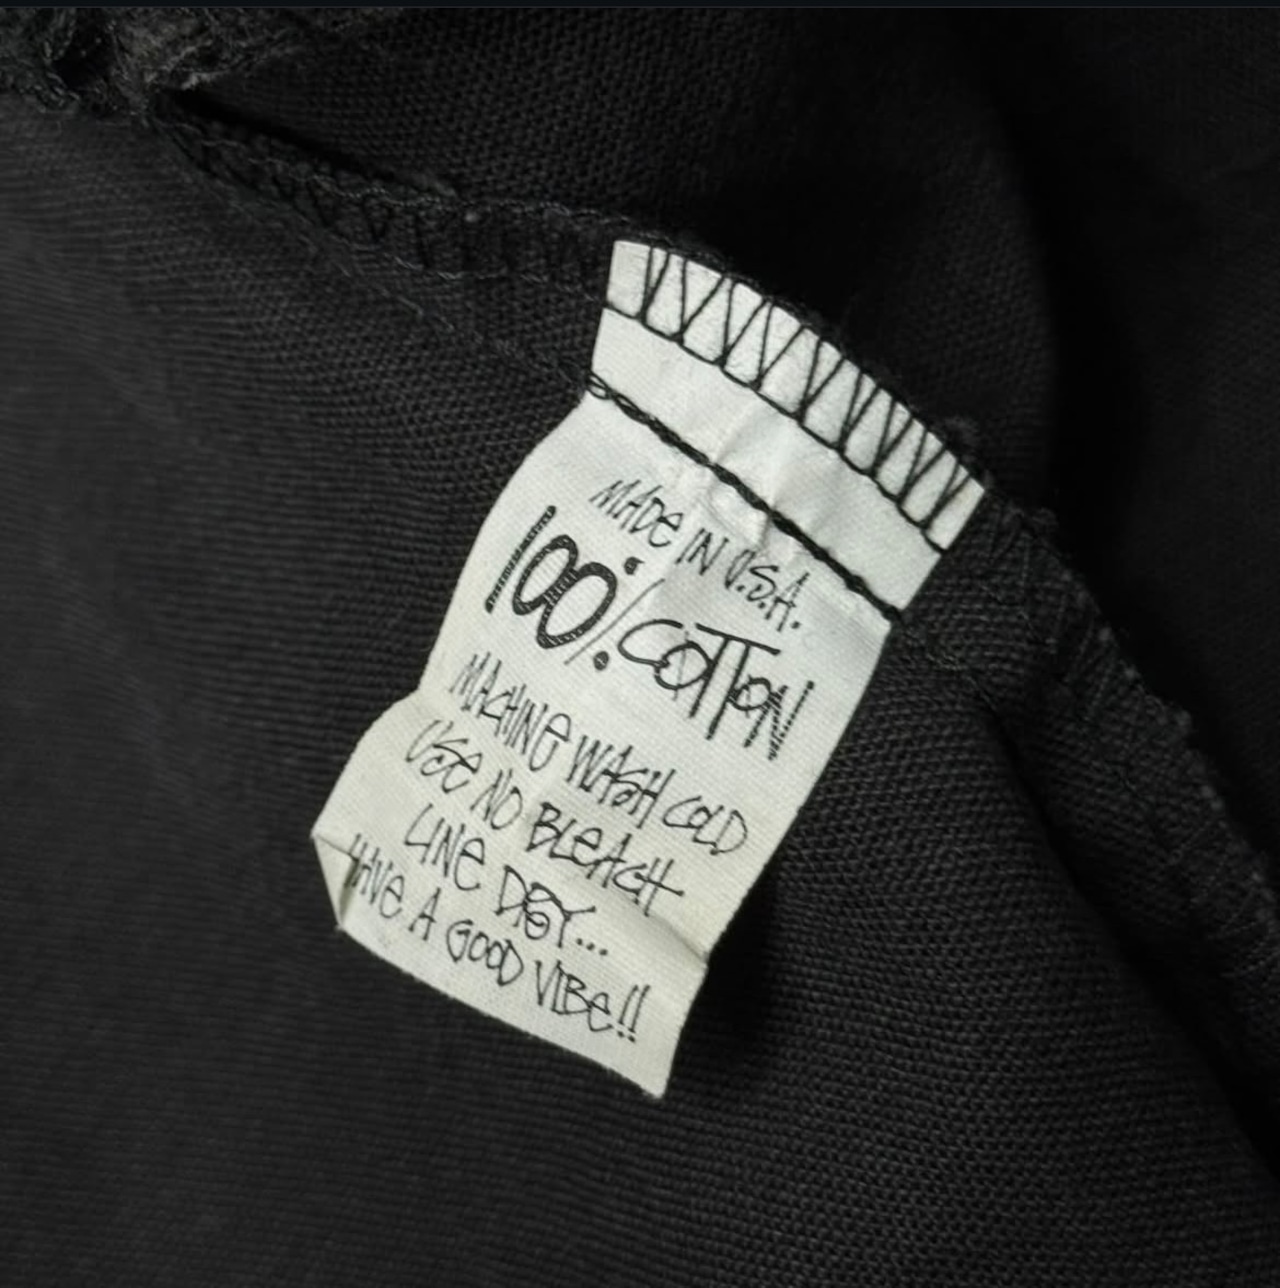 MADE IN U.S.A.
100% COTTON
MACHINE WASH COLD
USE NO BLEACH
LINE DRY...
HAVE A GOOD VIBE!!